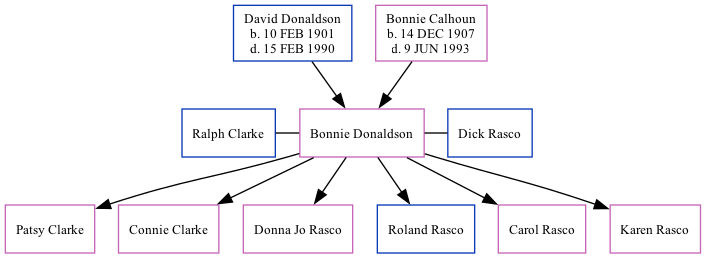 David Donaldson
b. 10 FEB 1901
d. 15 FEB 1990
Bonnie Calhoun
b. 14 DEC 1907
d. 9 JUN 1993
Ralph Clarke
Bonnie Donaldson
Dick Rasco
Patsy Clarke
Connie Clarke
Donna Jo Rasco
Roland Rasco
Carol Rasco
Karen Rasco